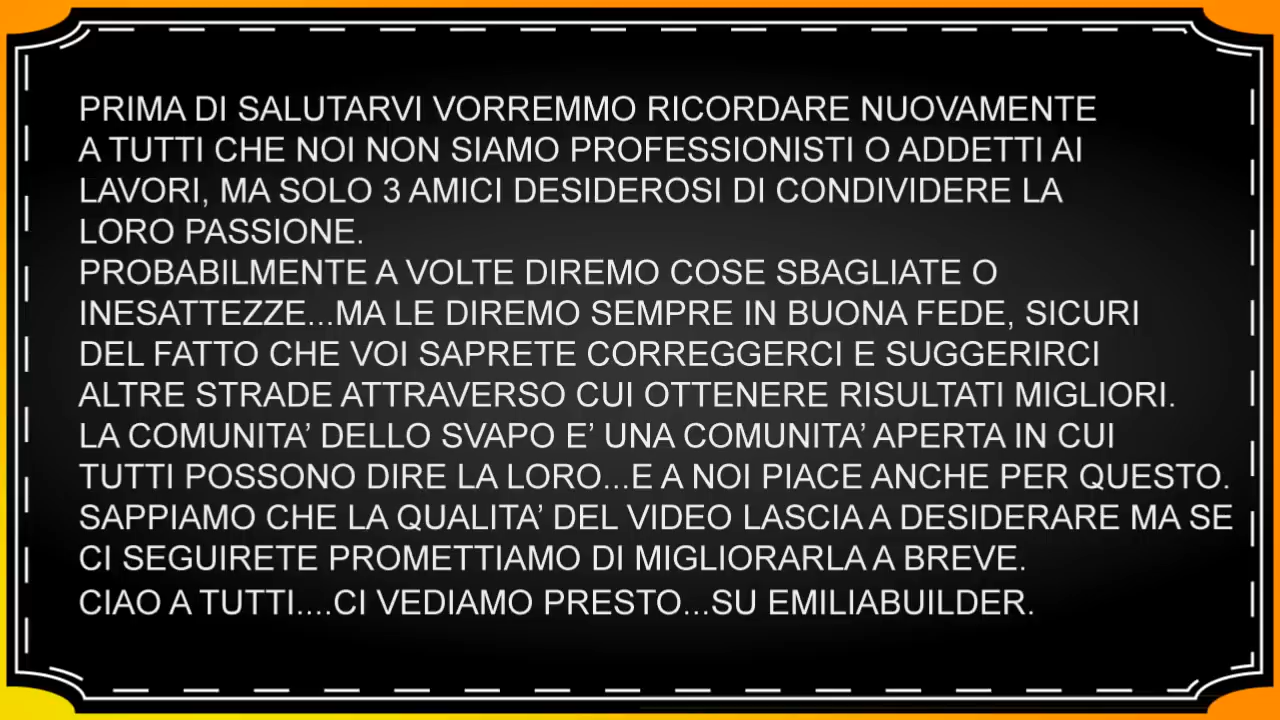 PRIMA DI SALUTARVI VORREMMO RICORDARE NUOVAMENTE
A TUTTI CHE NOI NON SIAMO PROFESSIONISTI O ADDETTI AI
LAVORI, MA SOLO 3 AMICI DESIDEROSI DI CONDIVIDERE LA
LORO PASSIONE.
PROBABILMENTE A VOLTE DIREMO COSE SBAGLIATE O
INESATTEZZE...MA LE DIREMO SEMPRE IN BUONA FEDE, SICURI
DEL FATTO CHE VOI SAPRETE CORREGGERCI E SUGGERIRCI
ALTRE STRADE ATTRAVERSO CUI OTTENERE RISULTATI MIGLIORI.
LA COMUNITA’ DELLO SVAPO E’ UNA COMUNITA’ APERTA IN CUI
TUTTI POSSONO DIRE LA LORO...E A NOI PIACE ANCHE PER QUESTO.
SAPPIAMO CHE LA QUALITA’ DEL VIDEO LASCIA A DESIDERARE MA SE
CI SEGUIRETE PROMETTIAMO DI MIGLIORARLA A BREVE.
CIAO A TUTTI....CI VEDIAMO PRESTO...SU EMILIABUILDER.